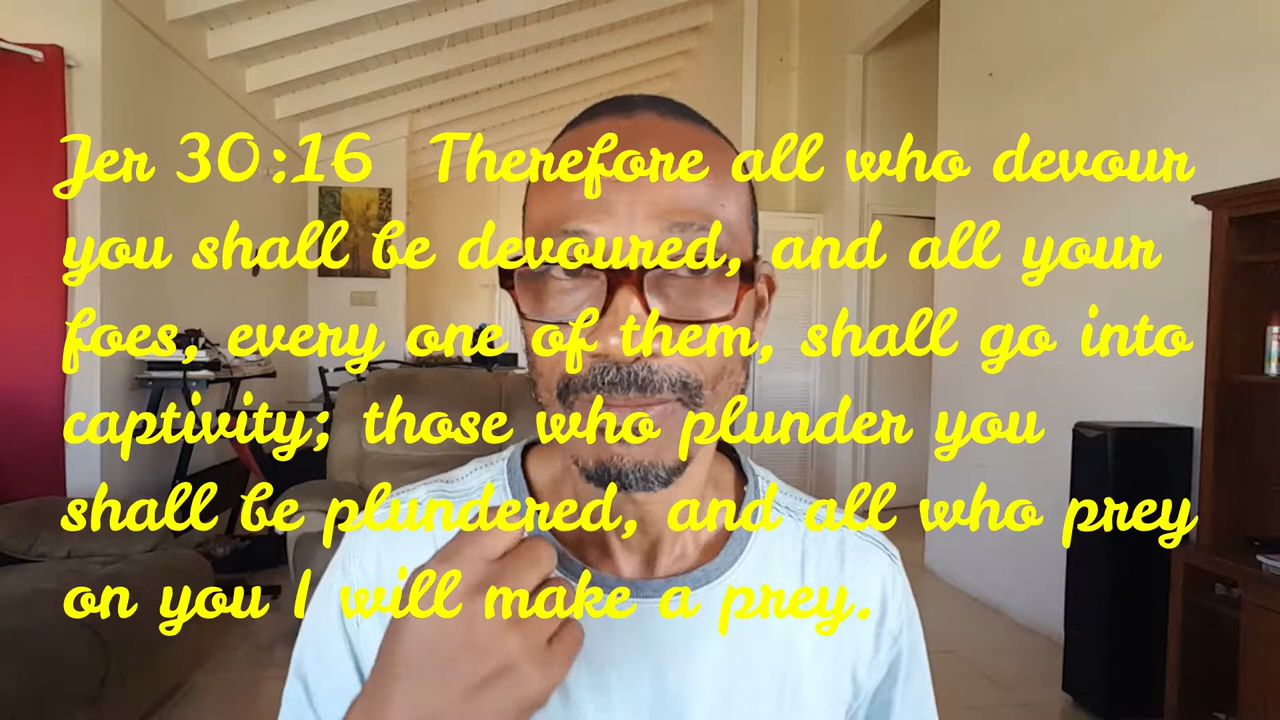 Jer 30:16 Therefore all who devour
you shall be devoured, and all your
foes, every one of them, shall go into
captivity; those who plunder you
shall be plundered, and all who prey
on you I will make a prey.